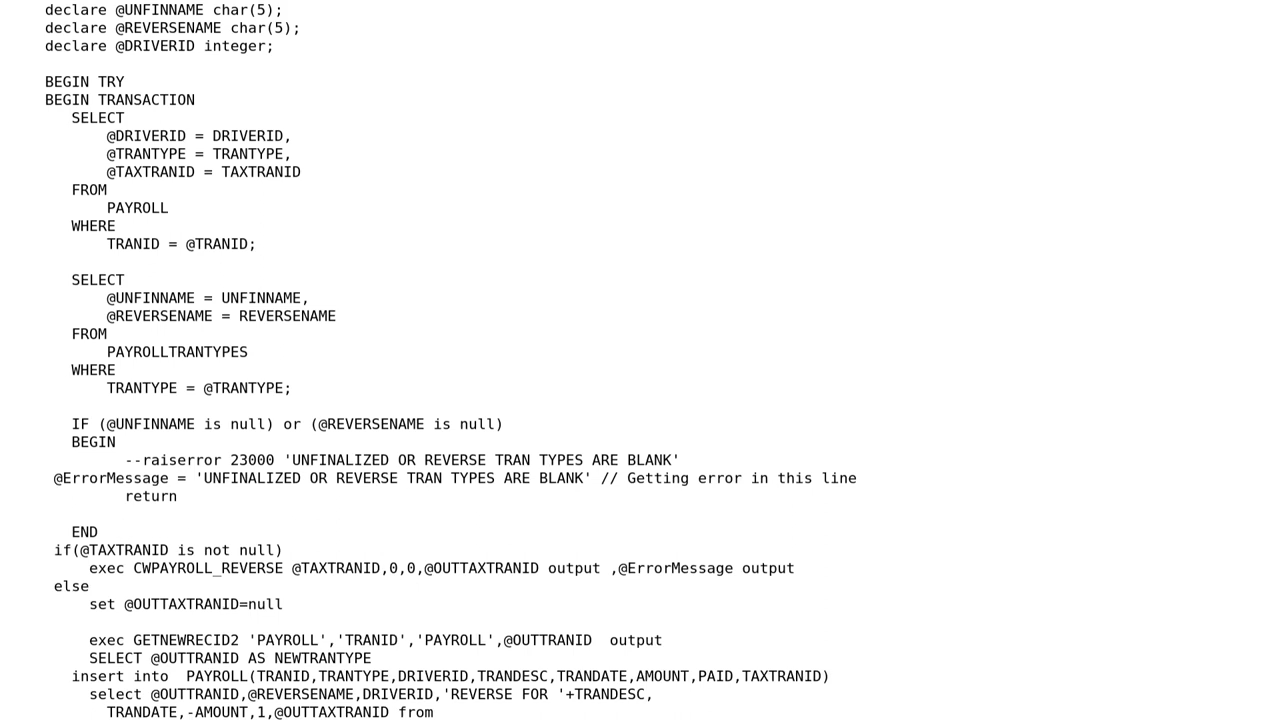 declare @UNFINNAME char(5);
declare @REVERSENAME char(5);
declare @DRIVERID integer;
BEGIN TRY
BEGIN TRANSACTION
SELECT
@DRIVERID = DRIVERID,
@TRANTYPE = TRANTYPE,
@TAXTRANID = TAXTRANID
FROM
PAYROLL
WHERE
TRANID = @TRANID;
SELECT
@UNFINNAME = UNFINNAME,
@REVERSENAME = REVERSENAME
FROM
PAYROLLTRANTYPES
WHERE
TRANTYPE = @TRANTYPE;
IF (@UNFINNAME is null) or (@REVERSENAME is null)
BEGIN
--raiserror 23000 'UNFINALIZED OR REVERSE TRAN TYPES ARE BLANK'
@ErrorMessage = 'UNFINALIZED OR REVERSE TRAN TYPES ARE BLANK' // Getting error in this line
return
END
if(@TAXTRANID is not null)
exec CWPAYROLL_REVERSE @TAXTRANID,0,0,@OUTTAXTRANID output ,@ErrorMessage output
else
set @OUTTAXTRANID=null
exec GETNEWRECID2 'PAYROLL','TRANID','PAYROLL',@OUTTRANID  output
SELECT @OUTTRANID AS NEWTRANTYPE
insert into  PAYROLL(TRANID,TRANTYPE,DRIVERID,TRANDESC,TRANDATE,AMOUNT,PAID,TAXTRANID)
select @OUTTRANID,@REVERSENAME,DRIVERID,'REVERSE FOR '+TRANDESC,
TRANDATE,-AMOUNT,1,@OUTTAXTRANID from